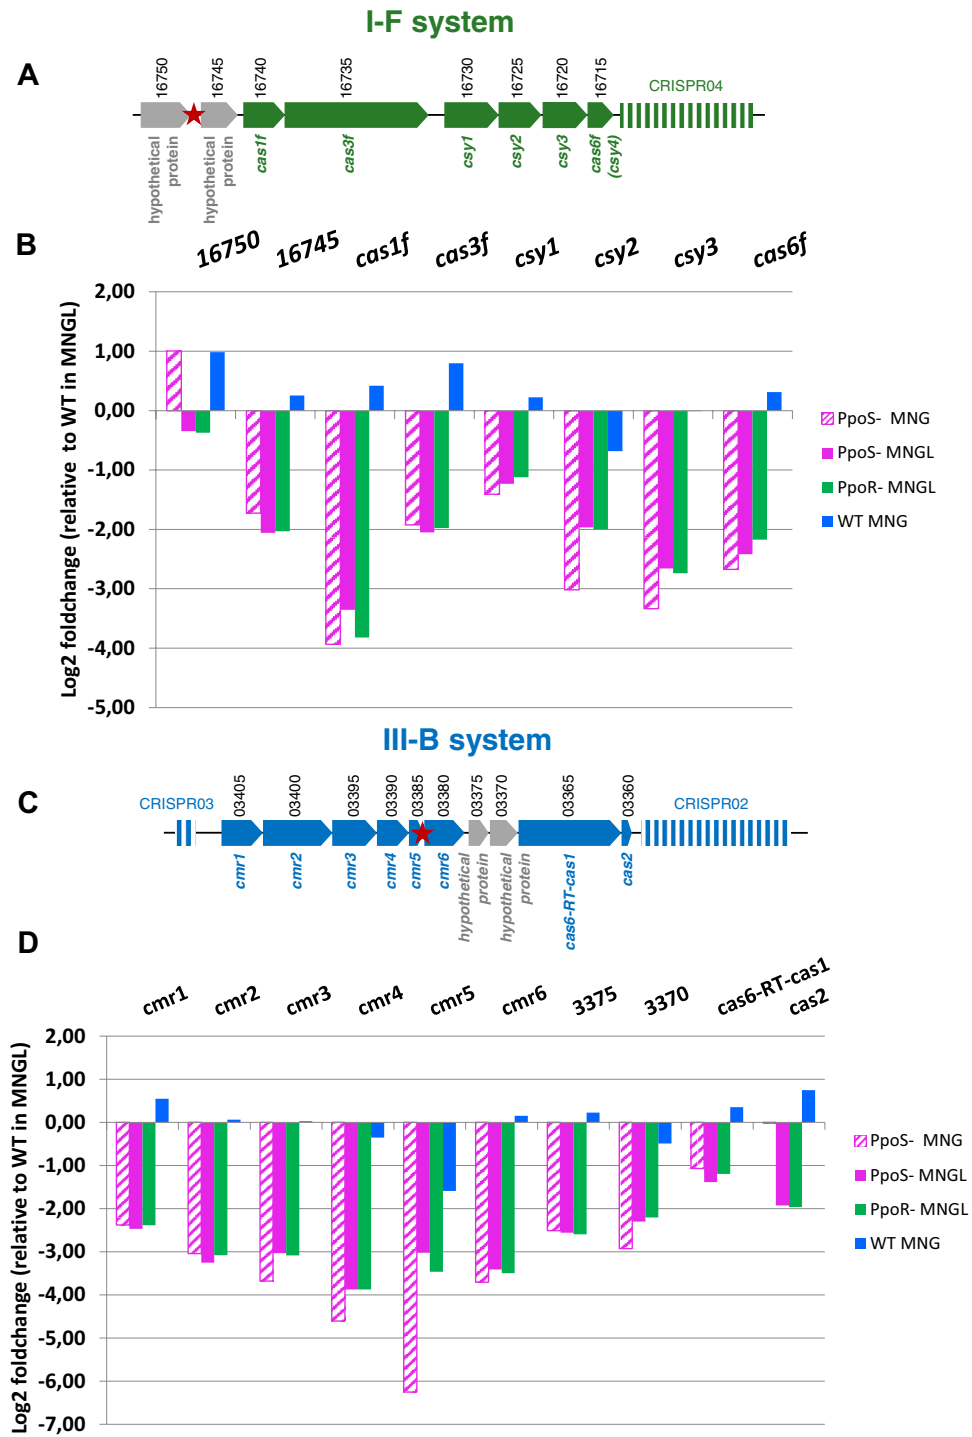 I-F system
A
16750 16745 16740 16735 16730 16725 16720 16715 CRISPR04
hypothetical protein
hypothetical protein
cas1f
cas3f
csy1
csy2
csy3
cas6f (csy4)
B
16750 16745 cas1f cas3f csy1 csy2 csy3 cas6f
Log2 foldchange (relative to WT in MNGL)
2,00
1,00
0,00
-1,00
-2,00
-3,00
-4,00
-5,00
PpoS- MNG
PpoS- MNGL
PpoR- MNGL
WT MNG
III-B system
C
CRISPR03 03405 03400 03395 03390 03385 03380 03375 03370 03365 03360 CRISPR02
cmr1
cmr2
cmr3
cmr4
cmr5
cmr6
hypothetical protein
hypothetical protein
cas6-RT-cas1
cas2
D
cmr1 cmr2 cmr3 cmr4 cmr5 cmr6 3375 3370 cas6-RT-cas1 cas2
Log2 foldchange (relative to WT in MNGL)
2,00
1,00
0,00
-1,00
-2,00
-3,00
-4,00
-5,00
-6,00
-7,00
PpoS- MNG
PpoS- MNGL
PpoR- MNGL
WT MNG